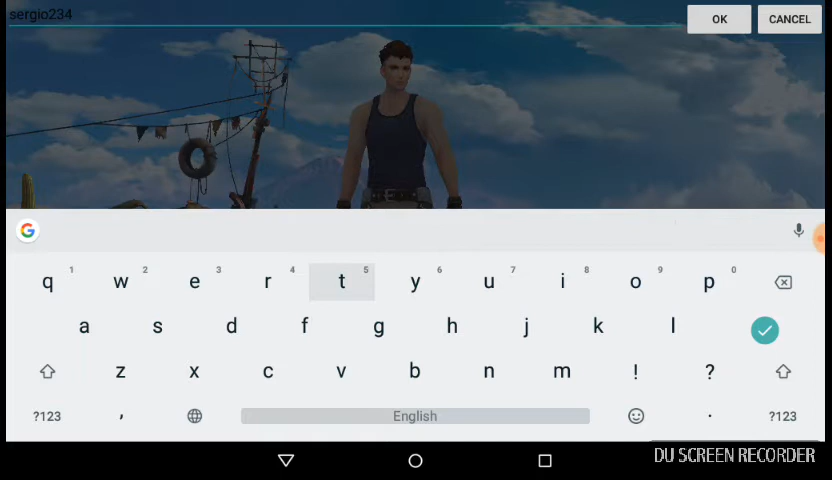 sergio234
OK CANCEL
q 1 w 2 e 3 r 4 t 5 y 6 u 7 i 8 o 9 p 0
a s d f g h j k l
z x c v b n m ! ?
?123 , English . ?123
DU SCREEN RECORDER